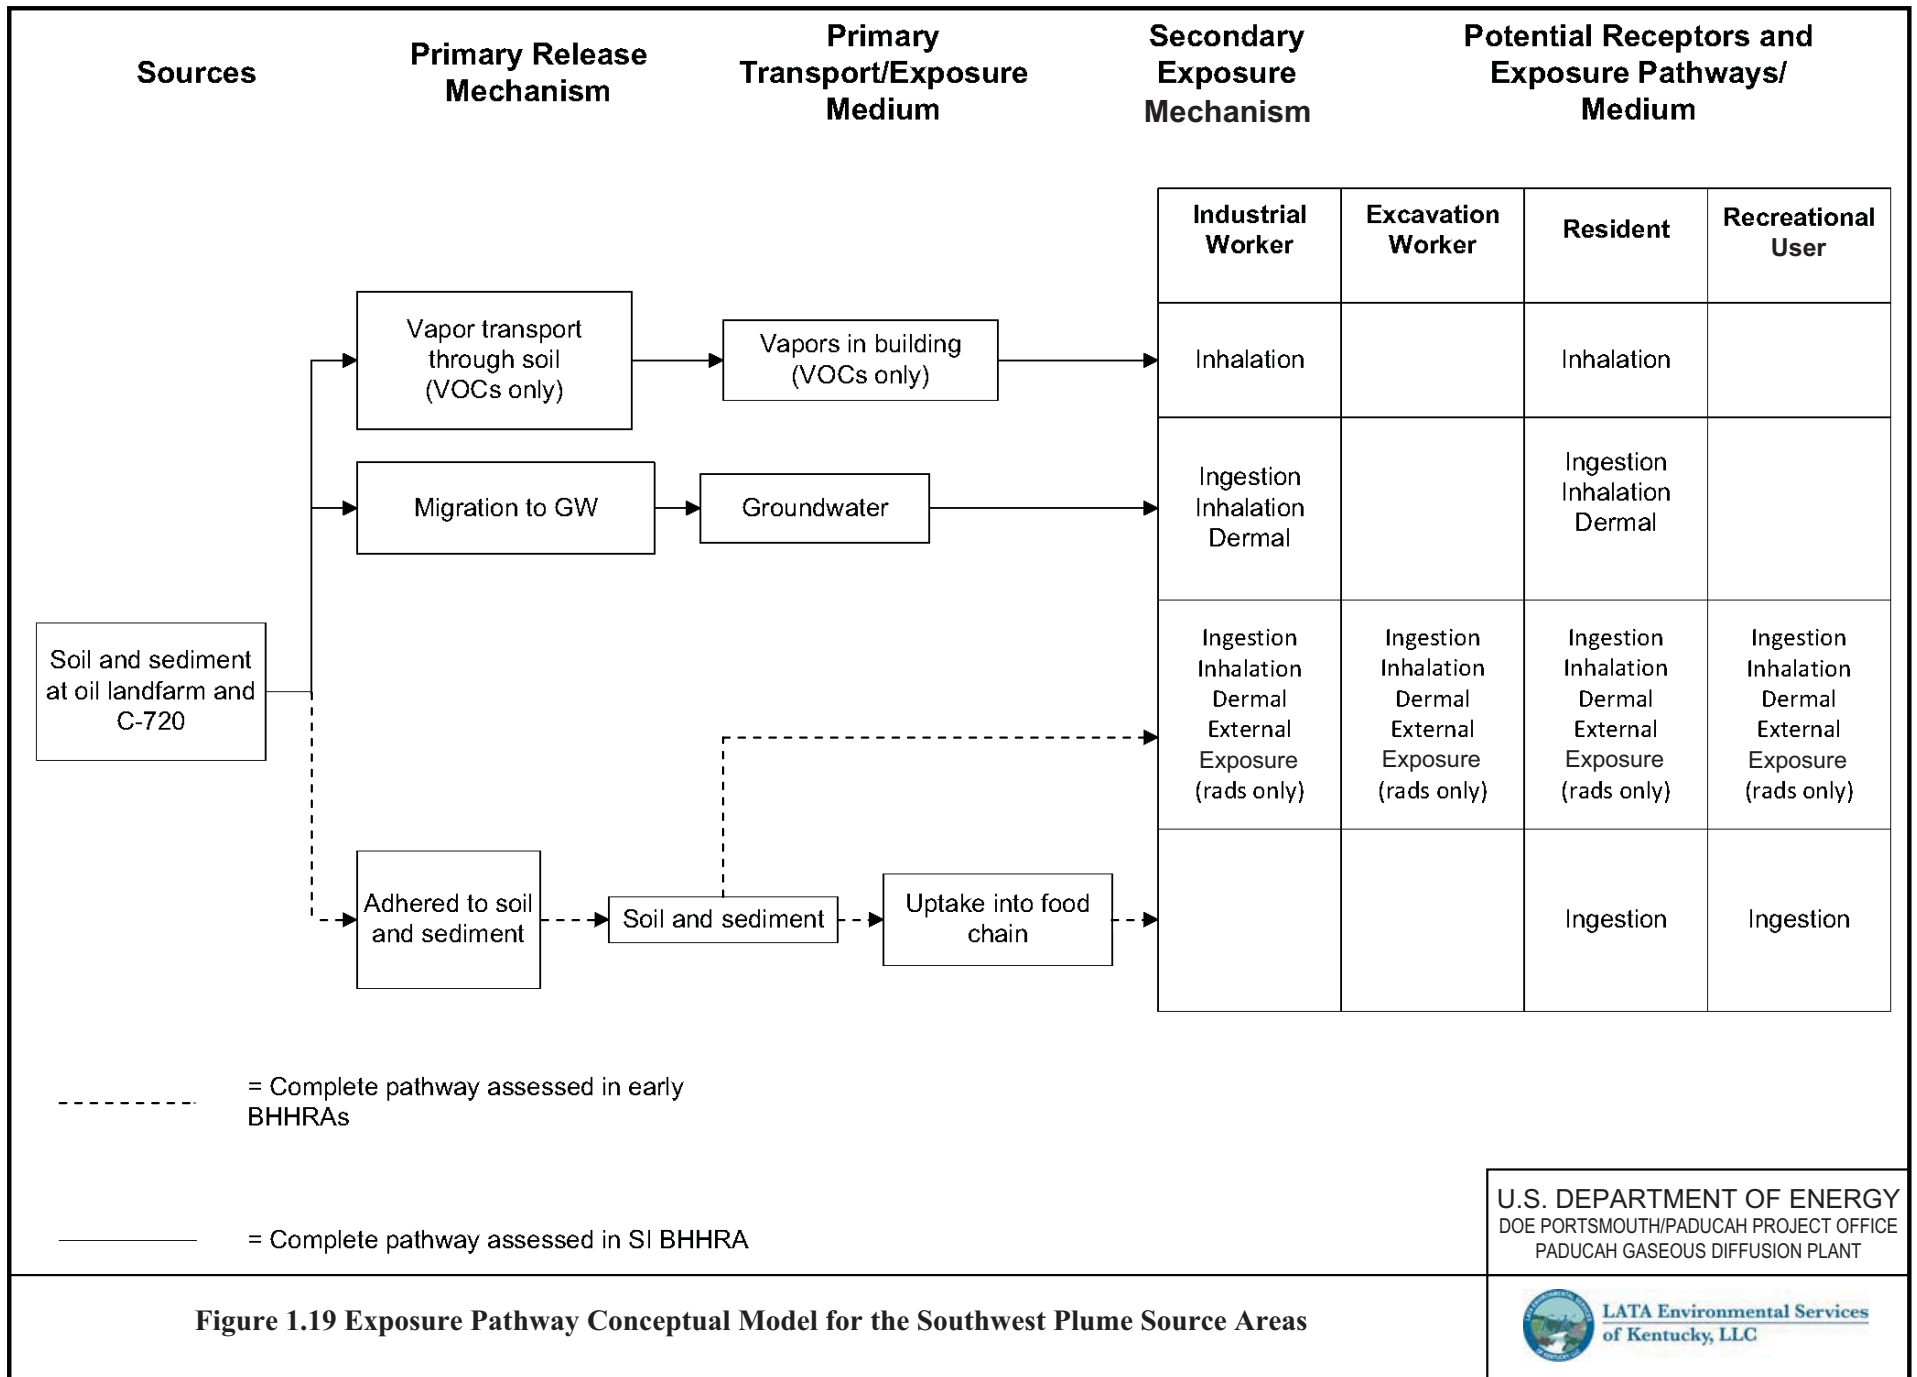 Sources
Primary Release
Mechanism
Primary
Transport/Exposure
Medium
Secondary
Exposure
Mechanism
Potential Receptors and
Exposure Pathways/
Medium
Industrial
Worker
Excavation
Worker
Resident
Recreational
User
Vapor transport
through soil
(VOCs only)
Vapors in building
(VOCs only)
Inhalation
Inhalation
Migration to GW
Groundwater
Ingestion
Inhalation
Dermal
Ingestion
Inhalation
Dermal
Soil and sediment
at oil landfarm and
C-720
Ingestion
Inhalation
Dermal
External
Exposure
(rads only)
Ingestion
Inhalation
Dermal
External
Exposure
(rads only)
Ingestion
Inhalation
Dermal
External
Exposure
(rads only)
Ingestion
Inhalation
Dermal
External
Exposure
(rads only)
Adhered to soil
and sediment
Soil and sediment
Uptake into food
chain
Ingestion
Ingestion
= Complete pathway assessed in early
BHHRAs
= Complete pathway assessed in SI BHHRA
U.S. DEPARTMENT OF ENERGY
DOE PORTSMOUTH/PADUCAH PROJECT OFFICE
PADUCAH GASEOUS DIFFUSION PLANT
Figure 1.19 Exposure Pathway Conceptual Model for the Southwest Plume Source Areas
LATA Environmental Services
of Kentucky, LLC